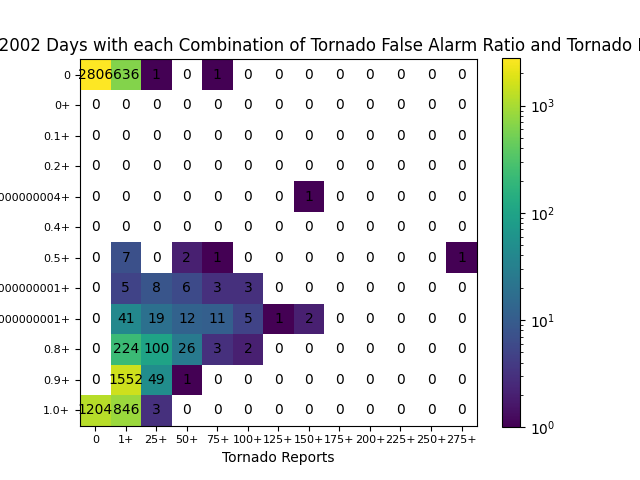 2002 Days with each Combination of Tornado False Alarm Ratio and Tornado
0 2806 636 1 0 1 0 0 0 0 0 0 0 0
0+ 0 0 0 0 0 0 0 0 0 0 0 0 0
0.1+ 0 0 0 0 0 0 0 0 0 0 0 0 0
0.2+ 0 0 0 0 0 0 0 0 0 0 0 0 0
000000004+ 0 0 0 0 0 0 0 1 0 0 0 0 0
0.4+ 0 0 0 0 0 0 0 0 0 0 0 0 0
0.5+ 0 7 0 2 1 0 0 0 0 0 0 0 1
000000001+ 0 5 8 6 3 3 0 0 0 0 0 0 0
000000001+ 0 41 19 12 11 5 1 2 0 0 0 0 0
0.8+ 0 224 100 26 3 2 0 0 0 0 0 0 0
0.9+ 0 1552 49 1 0 0 0 0 0 0 0 0 0
1.0+ 1204 846 3 0 0 0 0 0 0 0 0 0 0
0 1+ 25+ 50+ 75+ 100+ 125+ 150+ 175+ 200+ 225+ 250+ 275+
Tornado Reports
10³
10²
10¹
10⁰